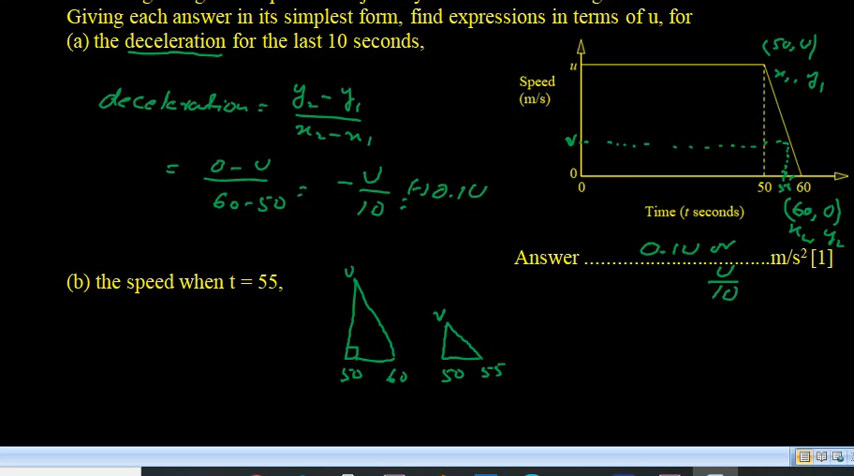 Giving each answer in its simplest form, find expressions in terms of u, for
(a) the deceleration for the last 10 seconds,
deceleration = y₂ - y₁ / x₂ - x₁
= 0 - U / 60 - 50 = - U / 10 = (-) 0.1U
(50, U)
x₁, y₁
u
Speed
(m/s)
V
0
0 50 55 60
Time (t seconds)
(60, 0)
x₂ y₂
0.1U or
Answer ....................................m/s² [1]
U / 10
(b) the speed when t = 55,
U
50 60
V
50 55